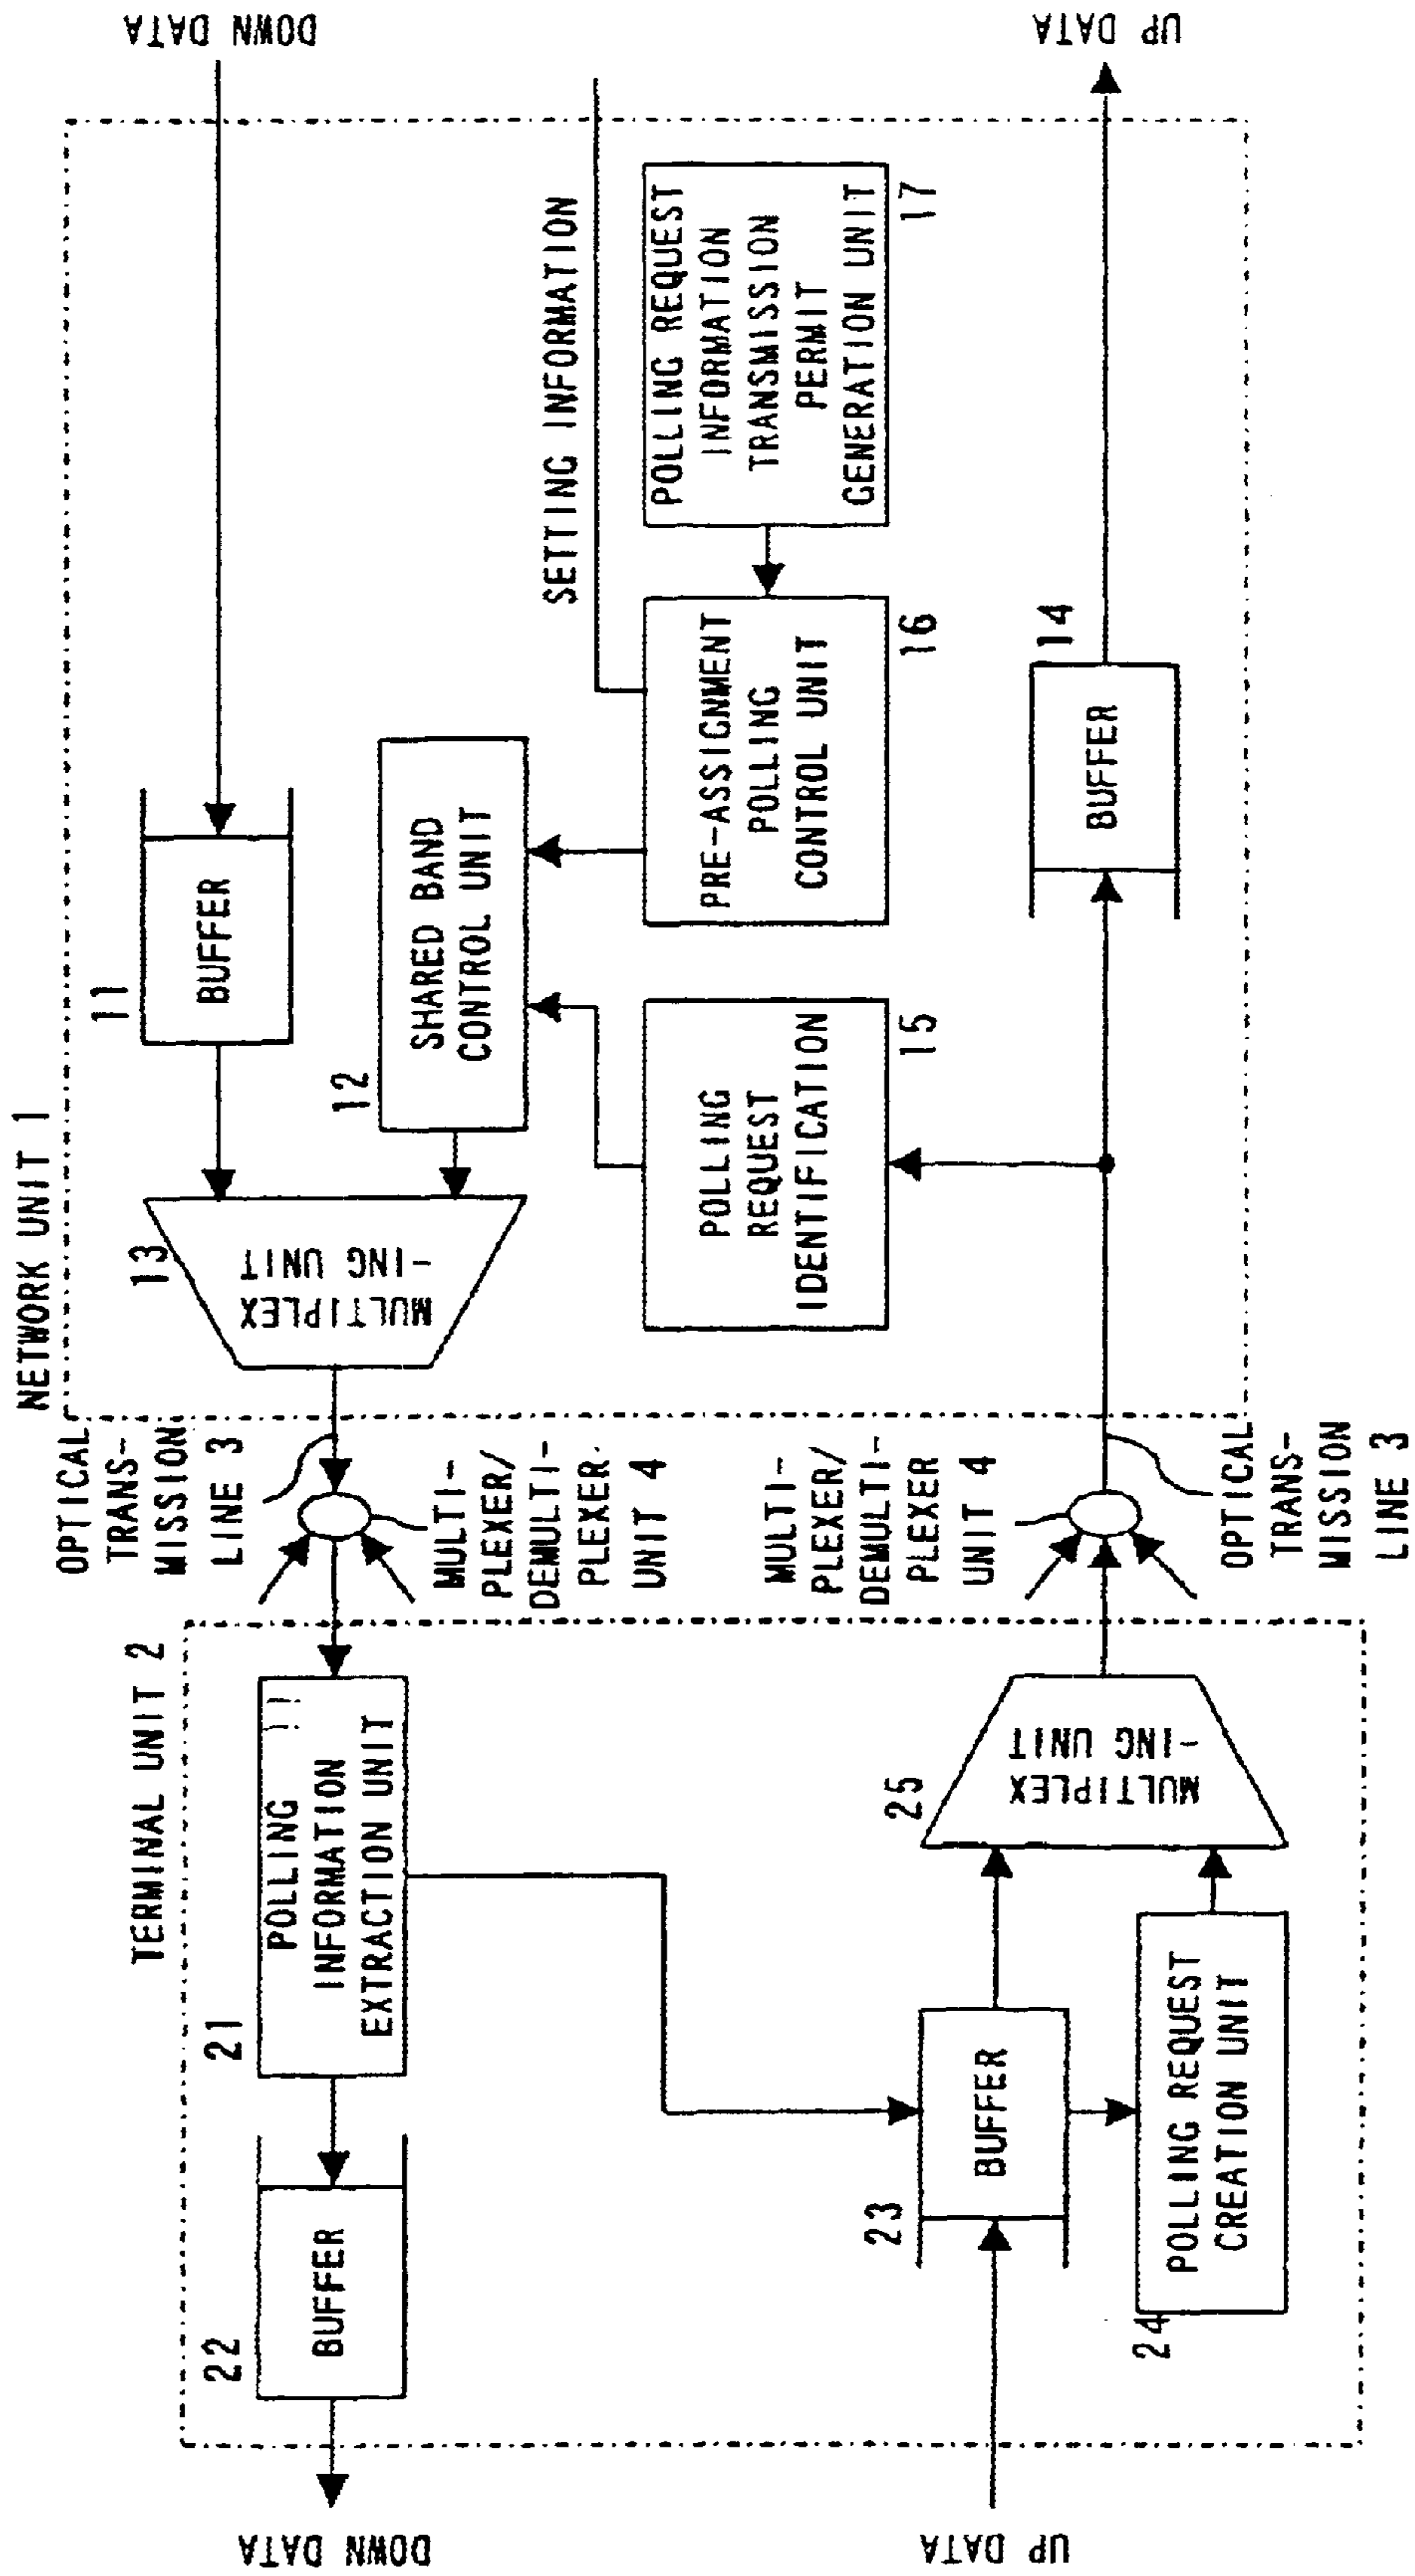 NETWORK UNIT 1
DOWN DATA
11
BUFFER
13
MULTIPLEX
-ING UNIT
12
SHARED BAND
CONTROL UNIT
SETTING INFORMATION
POLLING
REQUEST
IDENTIFICATION
15
PRE-ASSIGNMENT
POLLING
CONTROL UNIT
16
POLLING REQUEST
INFORMATION
TRANSMISSION
PERMIT
GENERATION UNIT
17
14
BUFFER
UP DATA
OPTICAL
TRANS-
MISSION
LINE 3
MULTI-
PLEXER/
DEMULTI-
PLEXER
UNIT 4
MULTI-
PLEXER/
DEMULTI-
PLEXER
UNIT 4
OPTICAL
TRANS-
MISSION
LINE 3
TERMINAL UNIT 2
21
POLLING
INFORMATION
EXTRACTION UNIT
22
BUFFER
DOWN DATA
23
BUFFER
25
MULTIPLEX
-ING UNIT
24
POLLING REQUEST
CREATION UNIT
UP DATA